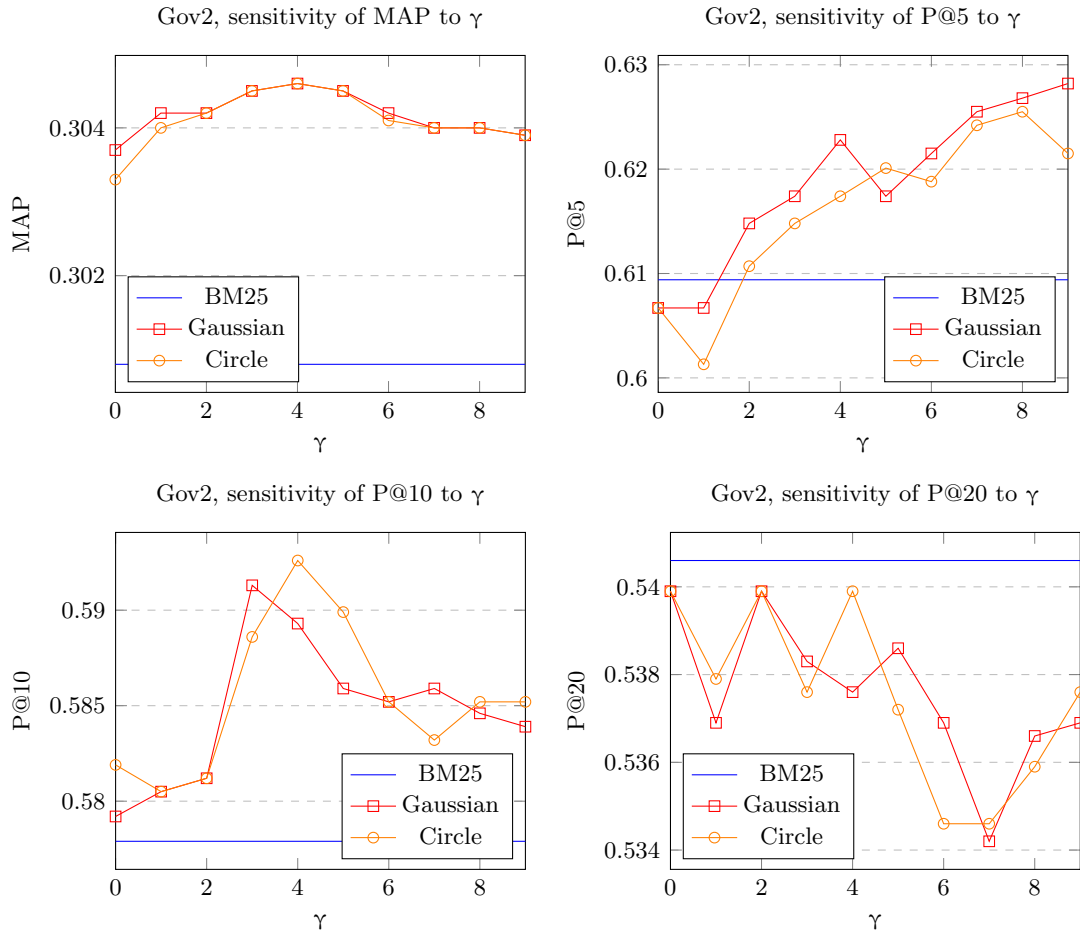 Gov2, sensitivity of MAP to γ
0.304
0.302
MAP
BM25
Gaussian
Circle
0 2 4 6 8
γ
Gov2, sensitivity of P@5 to γ
0.63
0.62
0.61
0.6
P@5
BM25
Gaussian
Circle
0 2 4 6 8
γ
Gov2, sensitivity of P@10 to γ
0.59
0.585
0.58
P@10
BM25
Gaussian
Circle
0 2 4 6 8
γ
Gov2, sensitivity of P@20 to γ
0.54
0.538
0.536
0.534
P@20
BM25
Gaussian
Circle
0 2 4 6 8
γ